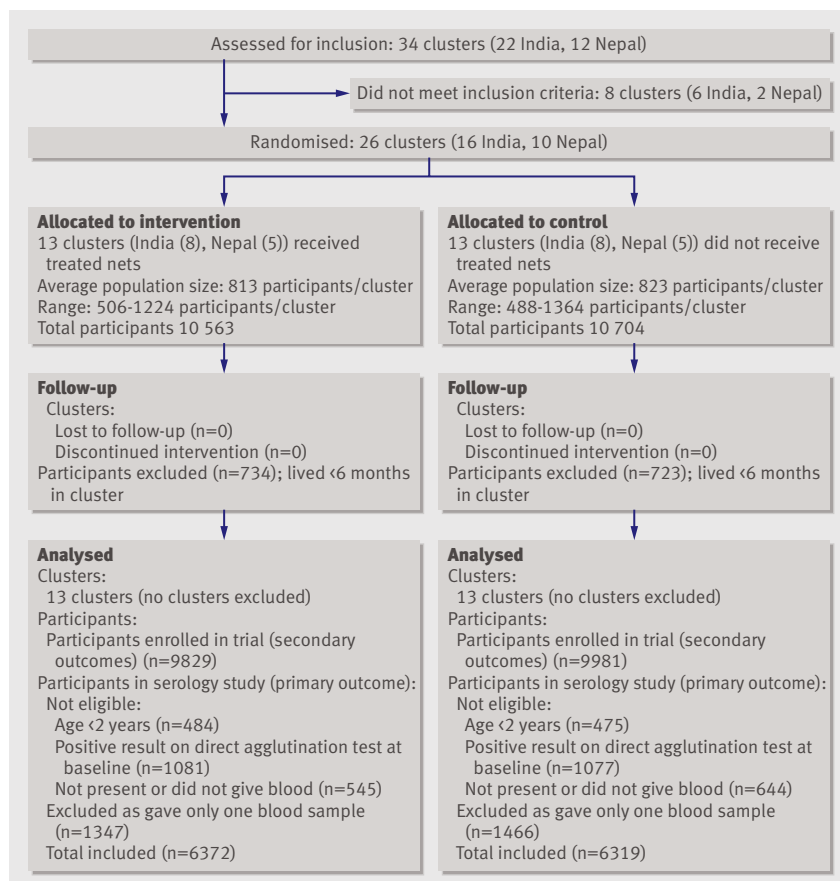 Assessed for inclusion: 34 clusters (22 India, 12 Nepal)
Did not meet inclusion criteria: 8 clusters (6 India, 2 Nepal)
Randomised: 26 clusters (16 India, 10 Nepal)
Allocated to intervention
13 clusters (India (8), Nepal (5)) received
treated nets
Average population size: 813 participants/cluster
Range: 506-1224 participants/cluster
Total participants 10 563
Allocated to control
13 clusters (India (8), Nepal (5)) did not receive
treated nets
Average population size: 823 participants/cluster
Range: 488-1364 participants/cluster
Total participants 10 704
Follow-up
Clusters:
Lost to follow-up (n=0)
Discontinued intervention (n=0)
Participants excluded (n=734); lived <6 months
in cluster
Follow-up
Clusters:
Lost to follow-up (n=0)
Discontinued intervention (n=0)
Participants excluded (n=723); lived <6 months
in cluster
Analysed
Clusters:
13 clusters (no clusters excluded)
Participants:
Participants enrolled in trial (secondary
outcomes) (n=9829)
Participants in serology study (primary outcome):
Not eligible:
Age <2 years (n=484)
Positive result on direct agglutination test at
baseline (n=1081)
Not present or did not give blood (n=545)
Excluded as gave only one blood sample
(n=1347)
Total included (n=6372)
Analysed
Clusters:
13 clusters (no clusters excluded)
Participants:
Participants enrolled in trial (secondary
outcomes) (n=9981)
Participants in serology study (primary outcome):
Not eligible:
Age <2 years (n=475)
Positive result on direct agglutination test at
baseline (n=1077)
Not present or did not give blood (n=644)
Excluded as gave only one blood sample
(n=1466)
Total included (n=6319)